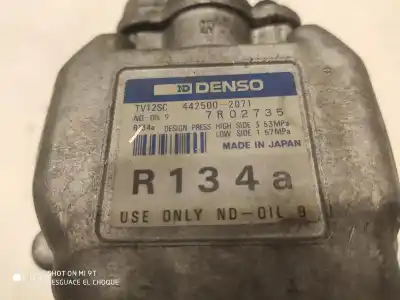 ND DENSO
TV12SC 442500-2071
ND-OIL 9 7R02735
R134a DESIGN PRESS HIGH SIDE 3.53MPa
LOW SIDE 1.67MPa
MADE IN JAPAN
R134a
USE ONLY ND-OIL 9
SHOT ON MI 9T
DESGUACE EL CHOQUE